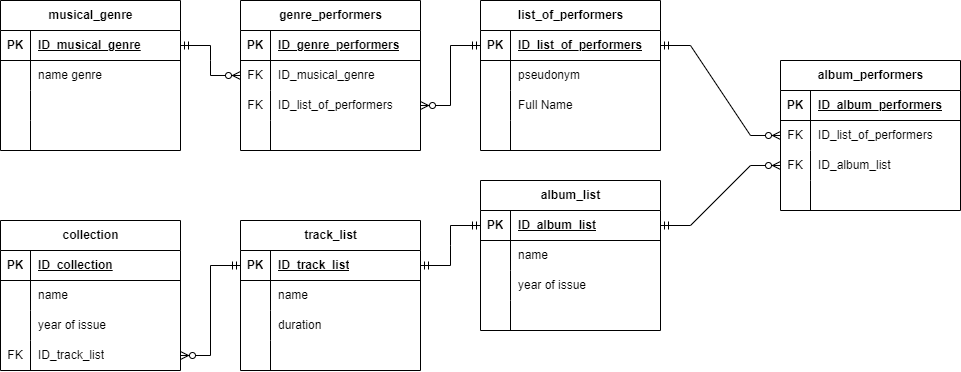 musical_genre
PK ID_musical_genre
name genre
genre_performers
PK ID_genre_performers
FK ID_musical_genre
FK ID_list_of_performers
list_of_performers
PK ID_list_of_performers
pseudonym
Full Name
album_performers
PK ID_album_performers
FK ID_list_of_performers
FK ID_album_list
collection
PK ID_collection
name
year of issue
FK ID_track_list
track_list
PK ID_track_list
name
duration
album_list
PK ID_album_list
name
year of issue